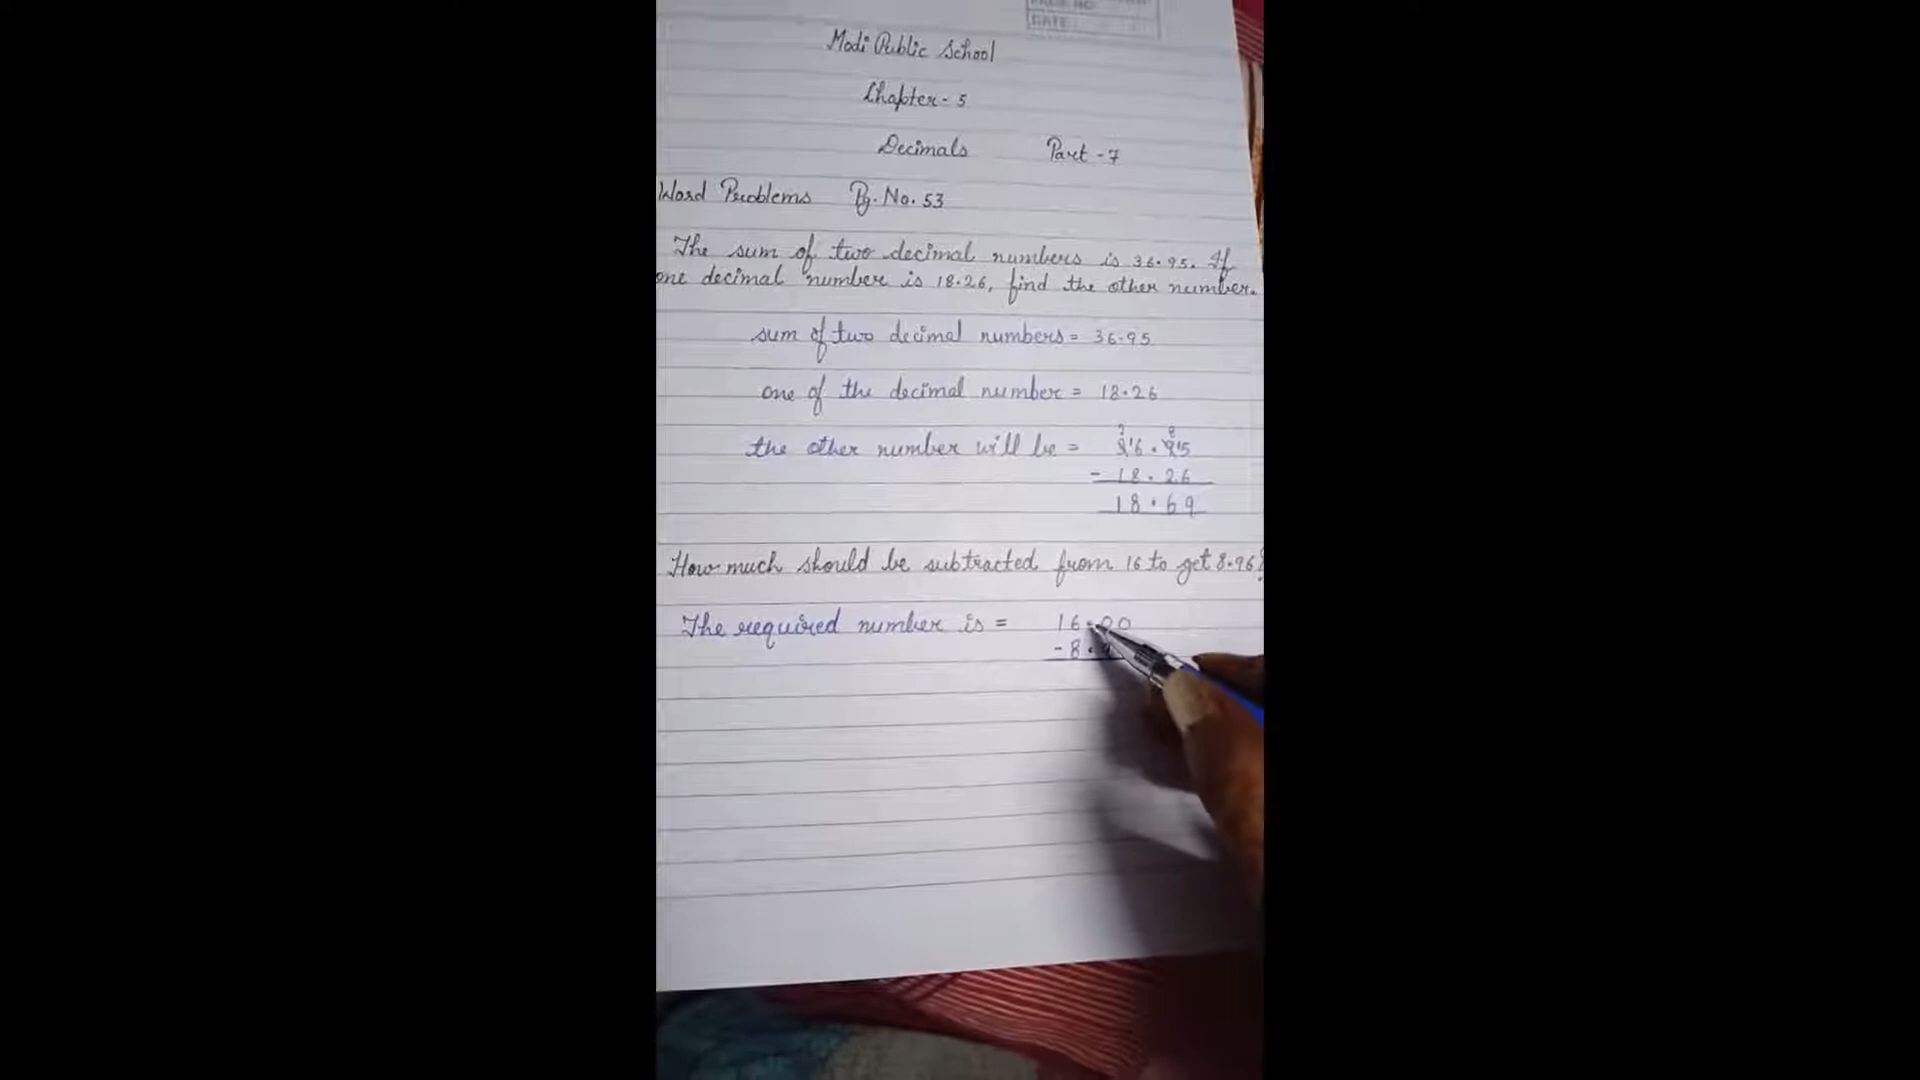 DATE
Modi Public School
Chapter- 5
Decimals Part -7
Word Problems Pg. No. 53
The sum of two decimal numbers is 36.95. If
one decimal number is 18.26, find the other number.
sum of two decimal numbers = 36.95
one of the decimal number = 18.26
the other number will be = 36.95
- 18.26
18.69
How much should be subtracted from 16 to get 8.96?
The required number is = 16.00
- 8.9